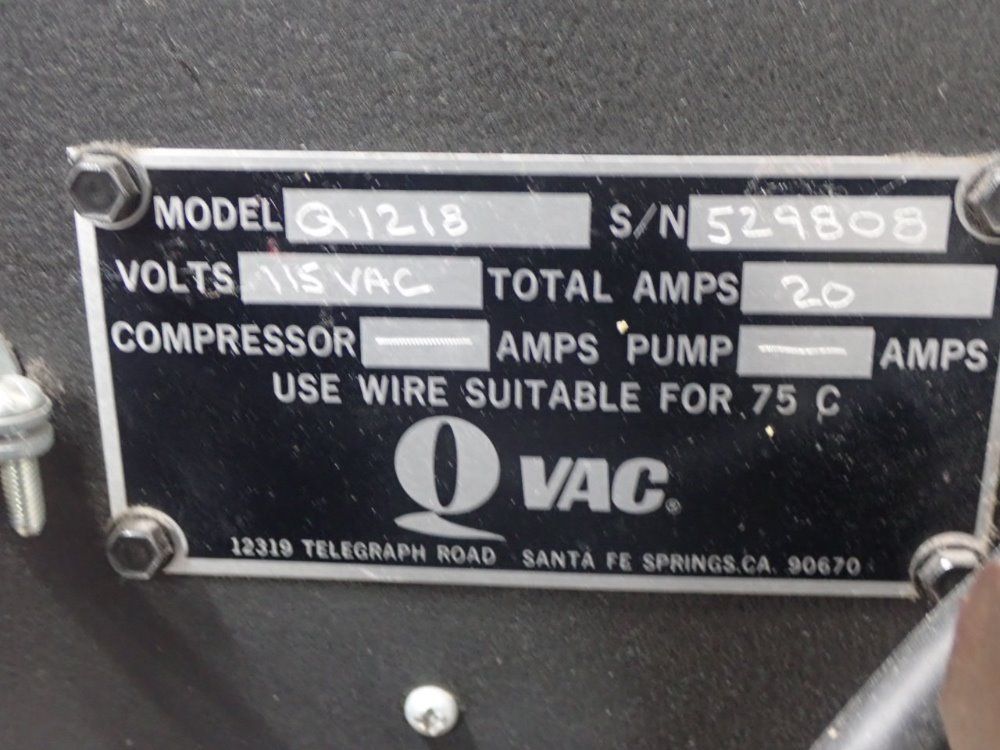 MODEL Q1218 S/N 529808
VOLTS 115 VAC TOTAL AMPS 20
COMPRESSOR — AMPS PUMP — AMPS
USE WIRE SUITABLE FOR 75 C
Q VAC®
12319 TELEGRAPH ROAD SANTA FE SPRINGS, CA. 90670